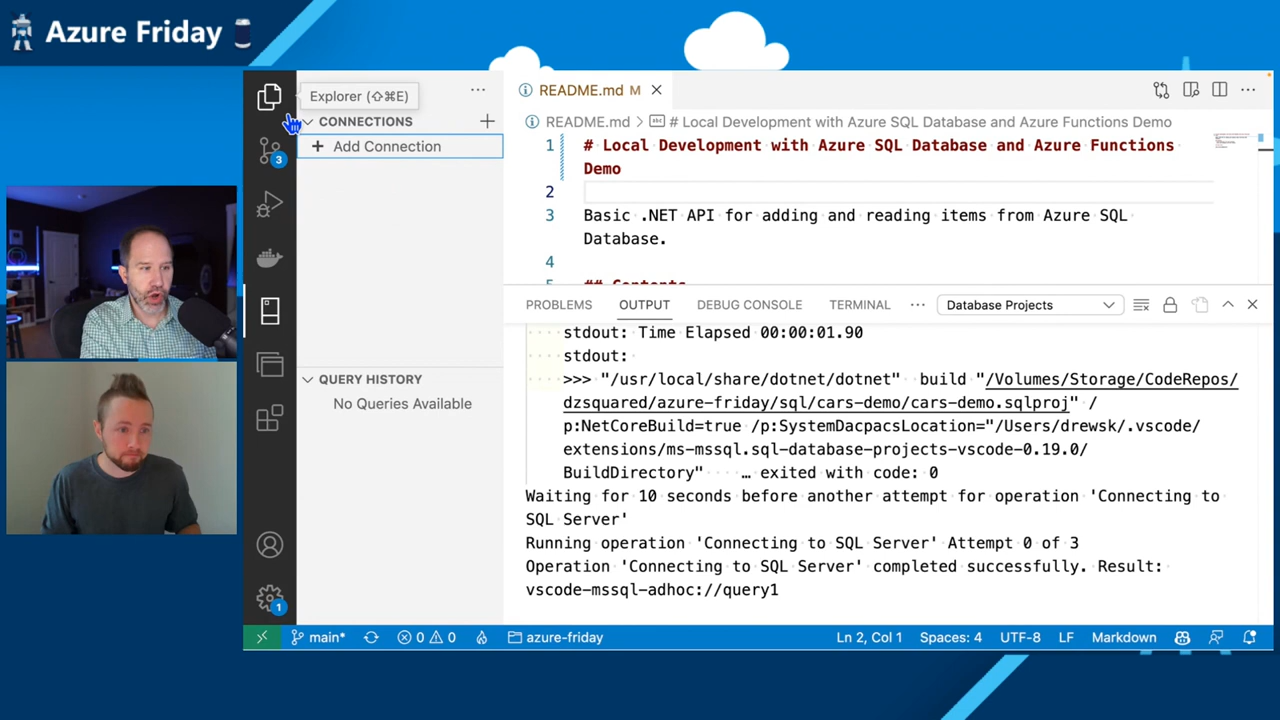 Azure Friday
Explorer (⇧⌘E)
CONNECTIONS
Add Connection
3
QUERY HISTORY
No Queries Available
1
README.md M
README.md > # Local Development with Azure SQL Database and Azure Functions Demo
1 # Local Development with Azure SQL Database and Azure Functions
Demo
2
3 Basic .NET API for adding and reading items from Azure SQL
Database.
4
5 ## Contents
PROBLEMS OUTPUT DEBUG CONSOLE TERMINAL ··· Database Projects
stdout: Time Elapsed 00:00:01.90
stdout:
>>> "/usr/local/share/dotnet/dotnet" build "/Volumes/Storage/CodeRepos/
dzsquared/azure-friday/sql/cars-demo/cars-demo.sqlproj" /
p:NetCoreBuild=true /p:SystemDacpacsLocation="/Users/drewsk/.vscode/
extensions/ms-mssql.sql-database-projects-vscode-0.19.0/
BuildDirectory" … exited with code: 0
Waiting for 10 seconds before another attempt for operation 'Connecting to
SQL Server'
Running operation 'Connecting to SQL Server' Attempt 0 of 3
Operation 'Connecting to SQL Server' completed successfully. Result:
vscode-mssql-adhoc://query1
main* 0 0 azure-friday Ln 2, Col 1 Spaces: 4 UTF-8 LF Markdown